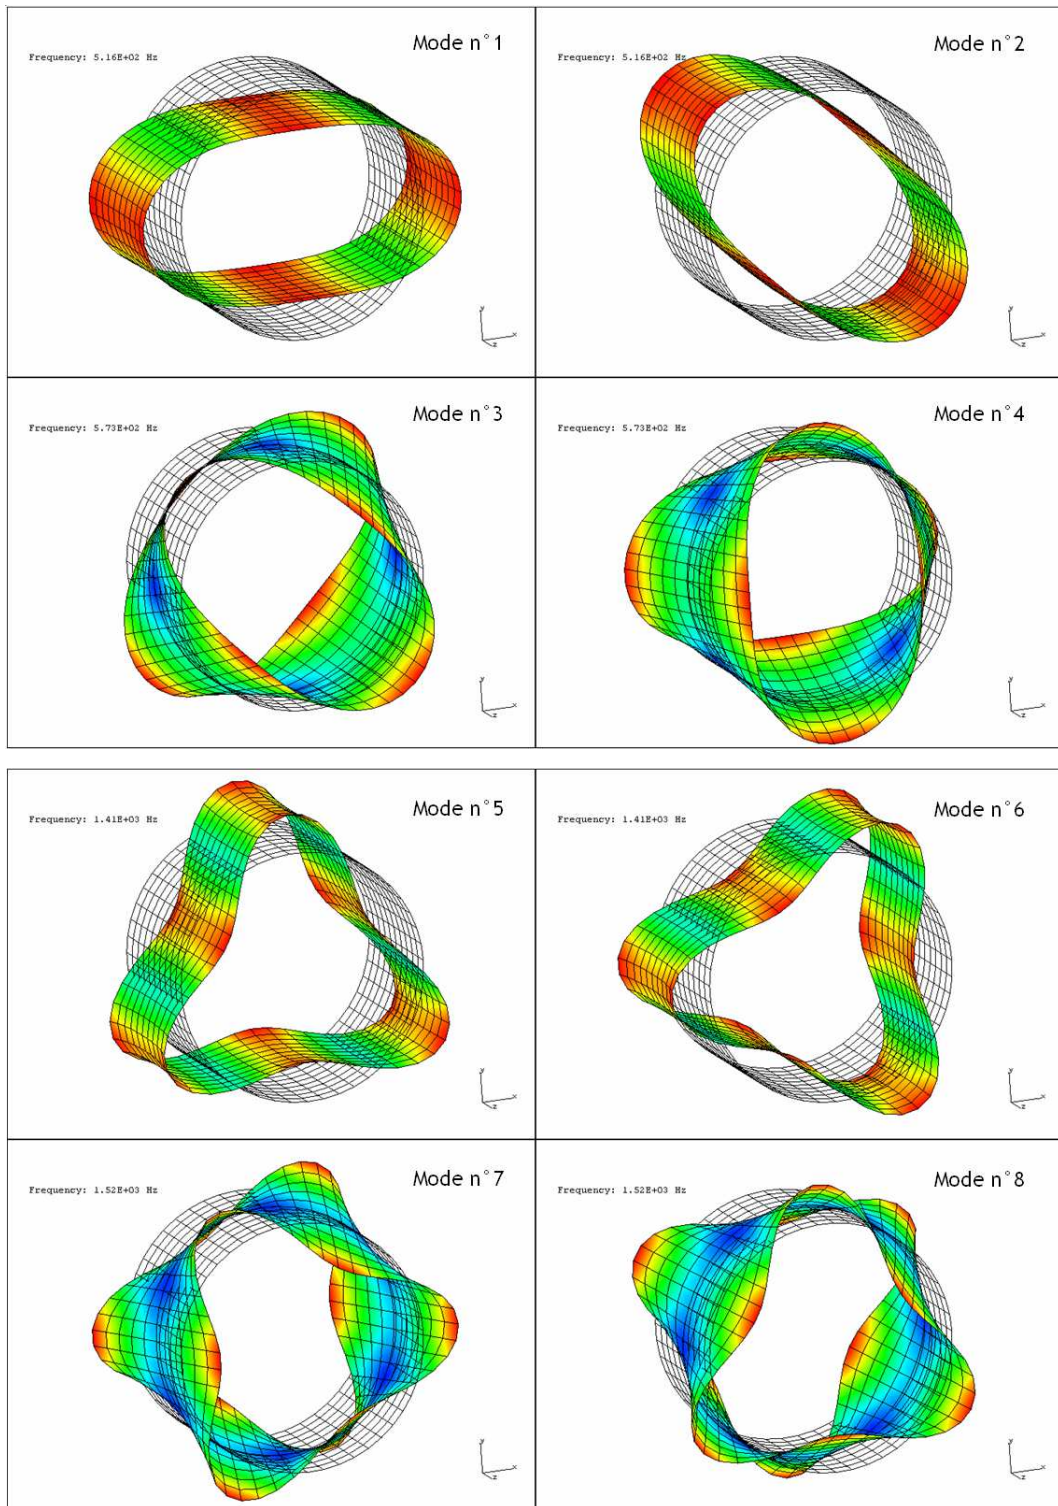 Mode n°1
Frequency: 5.16E+02 Hz
y
x
z
Mode n°2
Frequency: 5.16E+02 Hz
y
x
z
Mode n°3
Frequency: 5.73E+02 Hz
y
x
z
Mode n°4
Frequency: 5.73E+02 Hz
y
x
z
Mode n°5
Frequency: 1.41E+03 Hz
y
x
z
Mode n°6
Frequency: 1.41E+03 Hz
y
x
z
Mode n°7
Frequency: 1.52E+03 Hz
y
x
z
Mode n°8
Frequency: 1.52E+03 Hz
y
x
z